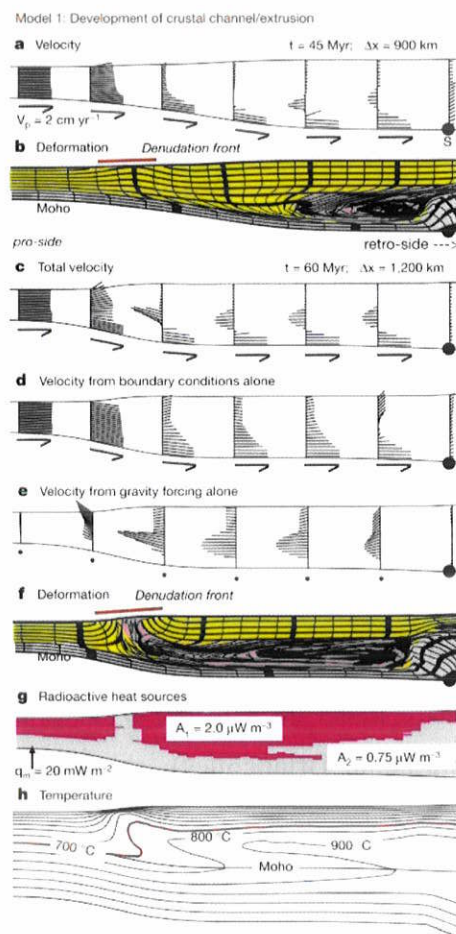 Model 1: Development of crustal channel/extrusion
a Velocity t = 45 Myr; Δx = 900 km
Vₚ = 2 cm yr⁻¹
S
b Deformation Denudation front
Moho
pro-side retro-side --->
c Total velocity t = 60 Myr; Δx = 1,200 km
d Velocity from boundary conditions alone
e Velocity from gravity forcing alone
f Deformation Denudation front
Moho
g Radioactive heat sources
A₁ = 2.0 µW m⁻³
A₂ = 0.75 µW m⁻³
qₘ = 20 mW m⁻²
h Temperature
700 °C 800 °C 900 °C
Moho